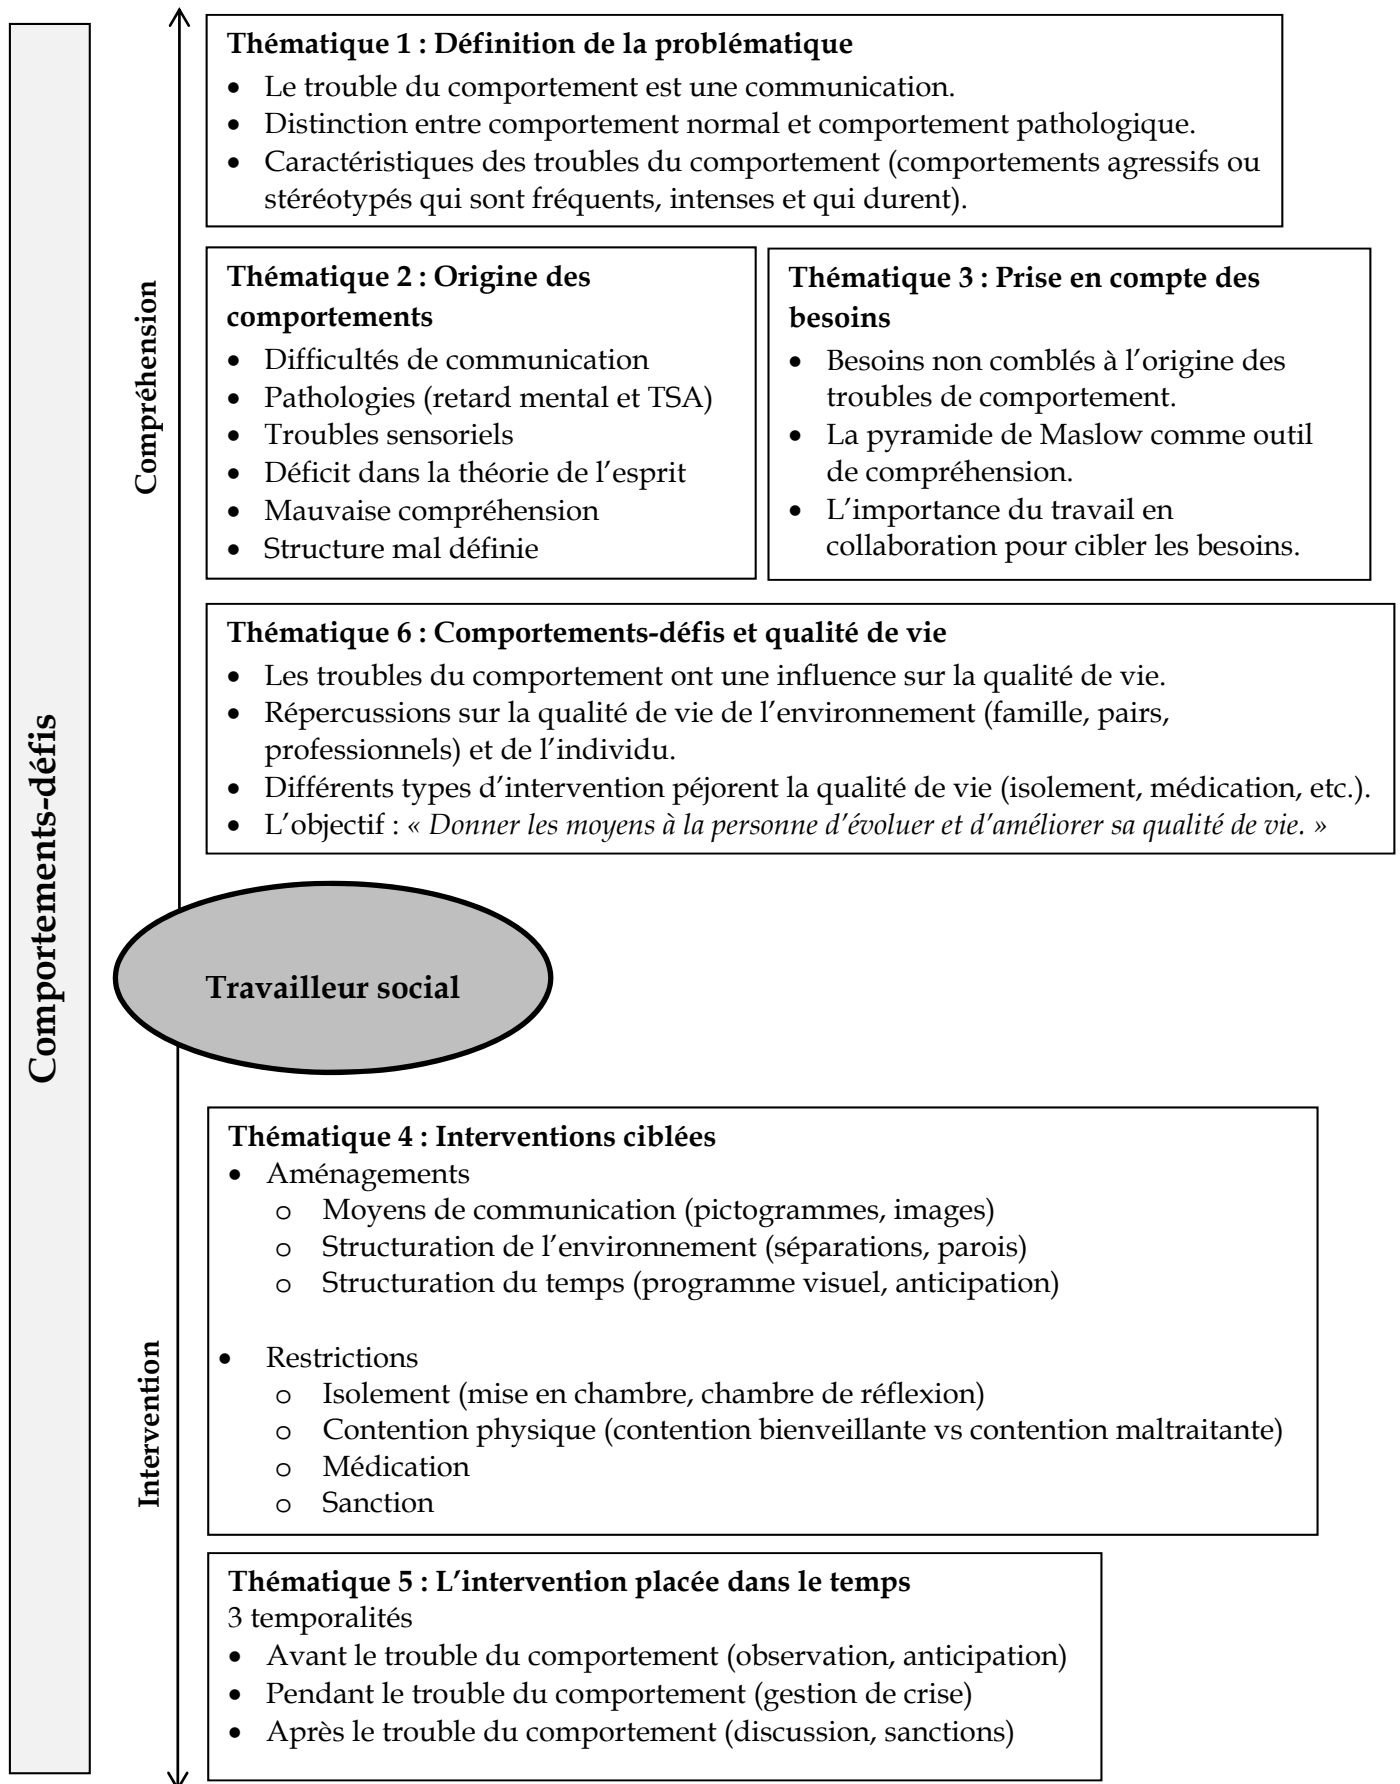 Comportements-défis
Compréhension
Thématique 1 : Définition de la problématique
• Le trouble du comportement est une communication.
• Distinction entre comportement normal et comportement pathologique.
• Caractéristiques des troubles du comportement (comportements agressifs ou
stéréotypés qui sont fréquents, intenses et qui durent).
Thématique 2 : Origine des
comportements
• Difficultés de communication
• Pathologies (retard mental et TSA)
• Troubles sensoriels
• Déficit dans la théorie de l’esprit
• Mauvaise compréhension
• Structure mal définie
Thématique 3 : Prise en compte des
besoins
• Besoins non comblés à l’origine des
troubles de comportement.
• La pyramide de Maslow comme outil
de compréhension.
• L’importance du travail en
collaboration pour cibler les besoins.
Thématique 6 : Comportements-défis et qualité de vie
• Les troubles du comportement ont une influence sur la qualité de vie.
• Répercussions sur la qualité de vie de l’environnement (famille, pairs,
professionnels) et de l’individu.
• Différents types d’intervention péjorent la qualité de vie (isolement, médication, etc.).
• L’objectif : « Donner les moyens à la personne d’évoluer et d’améliorer sa qualité de vie. »
Travailleur social
Intervention
Thématique 4 : Interventions ciblées
• Aménagements
o Moyens de communication (pictogrammes, images)
o Structuration de l’environnement (séparations, parois)
o Structuration du temps (programme visuel, anticipation)
• Restrictions
o Isolement (mise en chambre, chambre de réflexion)
o Contention physique (contention bienveillante vs contention maltraitante)
o Médication
o Sanction
Thématique 5 : L’intervention placée dans le temps
3 temporalités
• Avant le trouble du comportement (observation, anticipation)
• Pendant le trouble du comportement (gestion de crise)
• Après le trouble du comportement (discussion, sanctions)